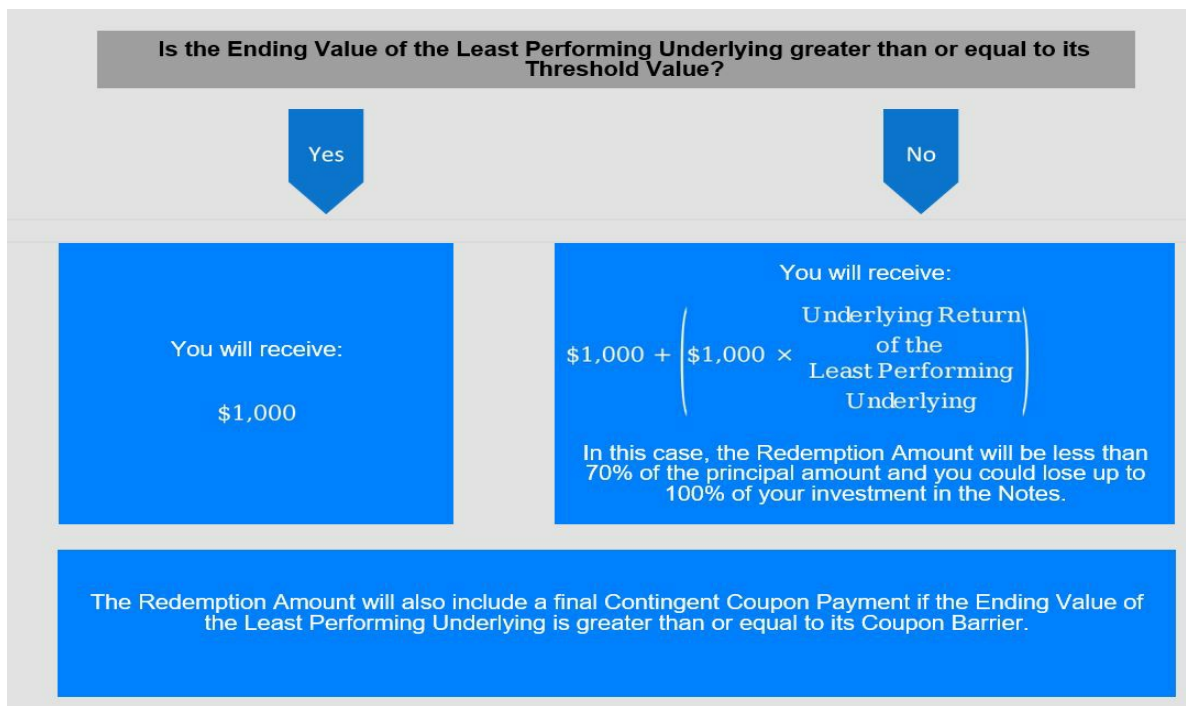 Is the Ending Value of the Least Performing Underlying greater than or equal to its
Threshold Value?
Yes
No
You will receive:
$1,000
You will receive:
$1,000 + ($1,000 × Underlying Return
of the
Least Performing
Underlying)
In this case, the Redemption Amount will be less than
70% of the principal amount and you could lose up to
100% of your investment in the Notes.
The Redemption Amount will also include a final Contingent Coupon Payment if the Ending Value of
the Least Performing Underlying is greater than or equal to its Coupon Barrier.